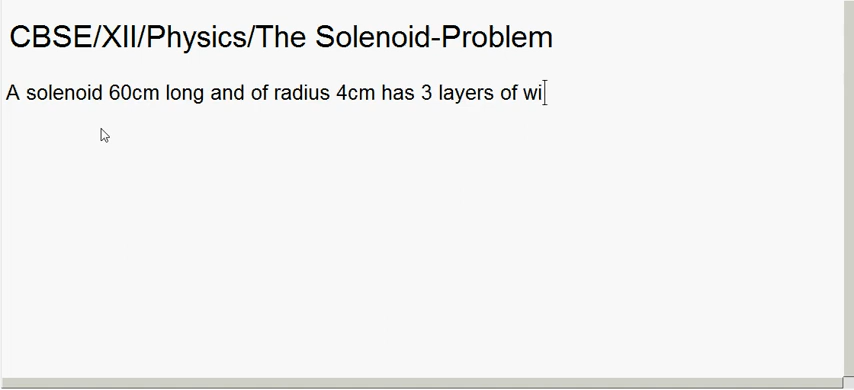 CBSE/XII/Physics/The Solenoid-Problem
A solenoid 60cm long and of radius 4cm has 3 layers of wi